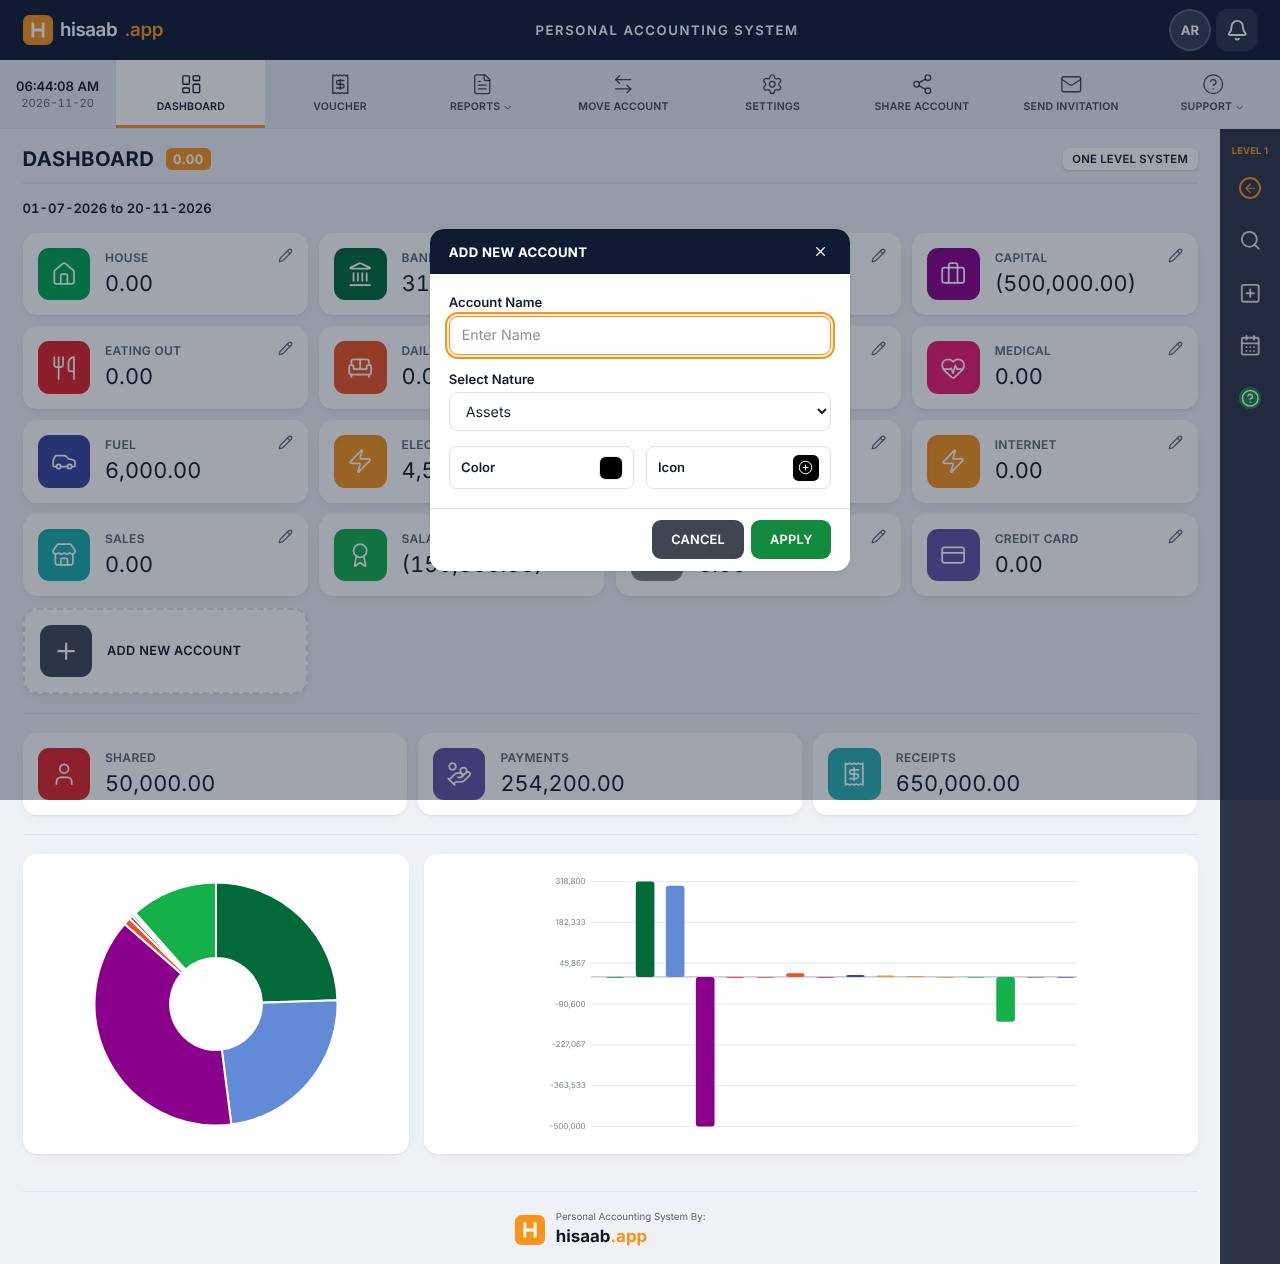 hisaab .app
PERSONAL ACCOUNTING SYSTEM
AR
06:44:08 AM
2026-11-20
DASHBOARD
VOUCHER
REPORTS
MOVE ACCOUNT
SETTINGS
SHARE ACCOUNT
SEND INVITATION
SUPPORT
DASHBOARD 0.00
ONE LEVEL SYSTEM
LEVEL 1
01-07-2026 to 20-11-2026
HOUSE
0.00
CAPITAL
(500,000.00)
EATING OUT
0.00
MEDICAL
0.00
FUEL
6,000.00
INTERNET
0.00
SALES
0.00
CREDIT CARD
0.00
ADD NEW ACCOUNT
Account Name
Enter Name
Select Nature
Assets
Color
Icon
CANCEL
APPLY
ADD NEW ACCOUNT
SHARED
50,000.00
PAYMENTS
254,200.00
RECEIPTS
650,000.00
318,800
182,333
45,867
-90,600
-227,067
-363,533
-500,000
Personal Accounting System By:
hisaab.app